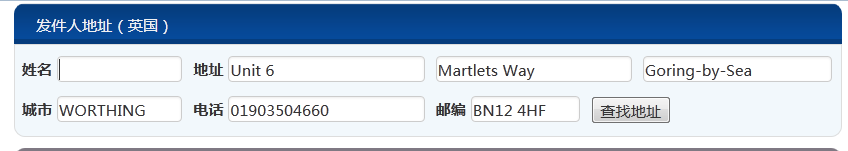 发件人地址（英国）
姓名 地址 Unit 6 Martlets Way Goring-by-Sea
城市 WORTHING 电话 01903504660 邮编 BN12 4HF 查找地址